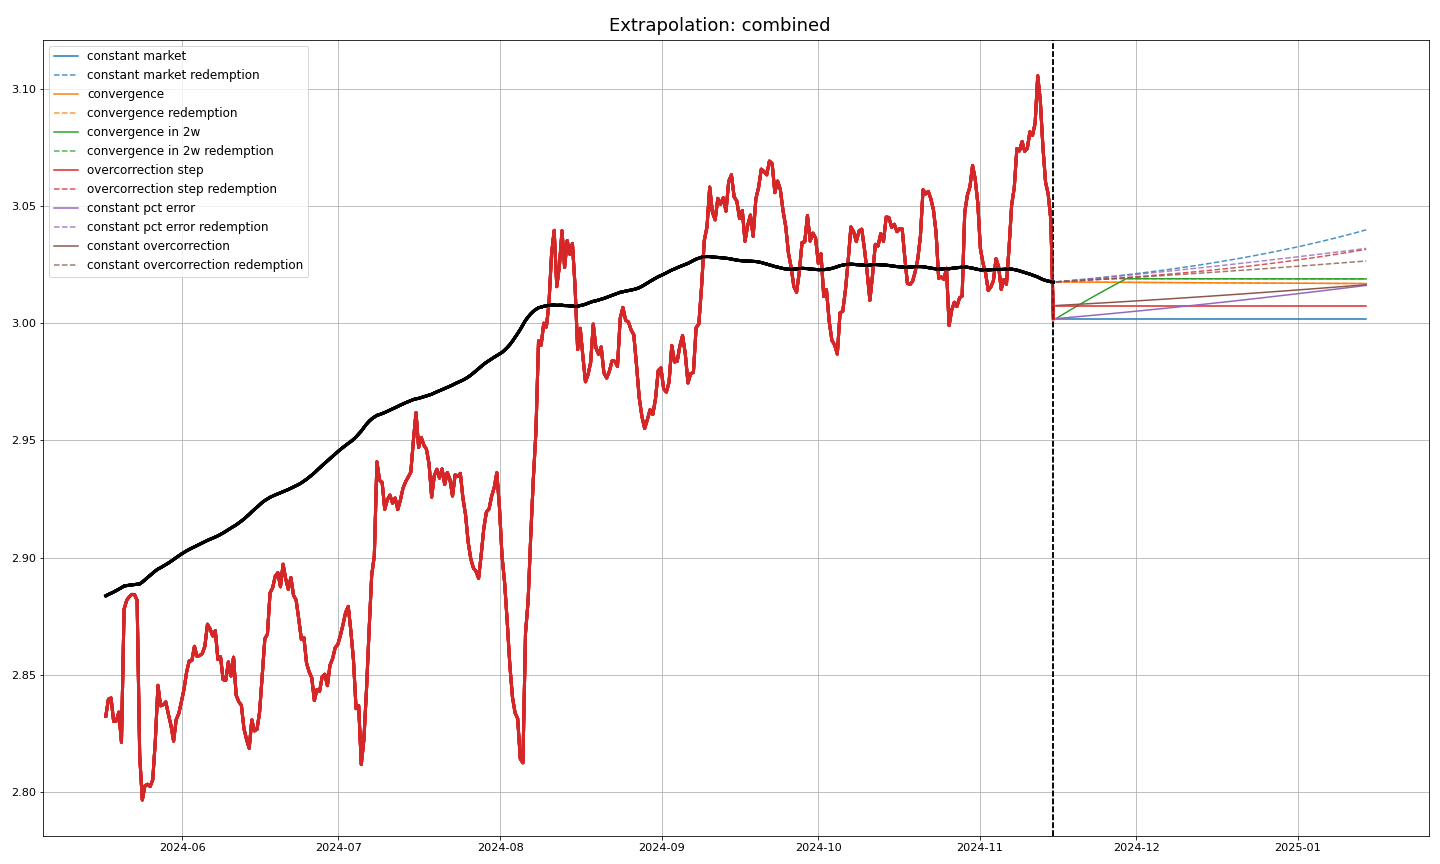 Extrapolation: combined
constant market
constant market redemption
convergence
convergence redemption
convergence in 2w
convergence in 2w redemption
overcorrection step
overcorrection step redemption
constant pct error
constant pct error redemption
constant overcorrection
constant overcorrection redemption
3.10
3.05
3.00
2.95
2.90
2.85
2.80
2024-06 2024-07 2024-08 2024-09 2024-10 2024-11 2024-12 2025-01